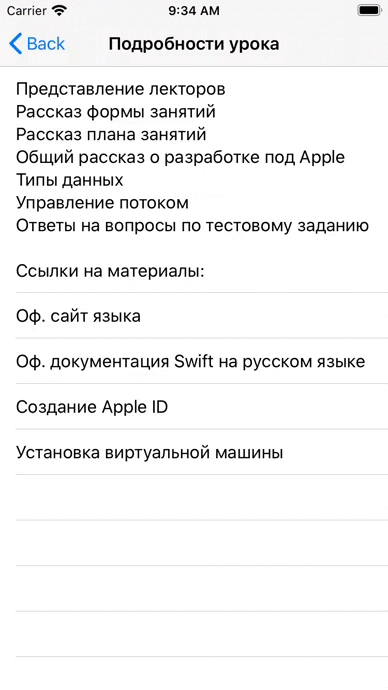 Carrier 9:34 AM
Back Подробности урока
Представление лекторов
Рассказ формы занятий
Рассказ плана занятий
Общий рассказ о разработке под Apple
Типы данных
Управление потоком
Ответы на вопросы по тестовому заданию
Ссылки на материалы:
Оф. сайт языка
Оф. документация Swift на русском языке
Создание Apple ID
Установка виртуальной машины